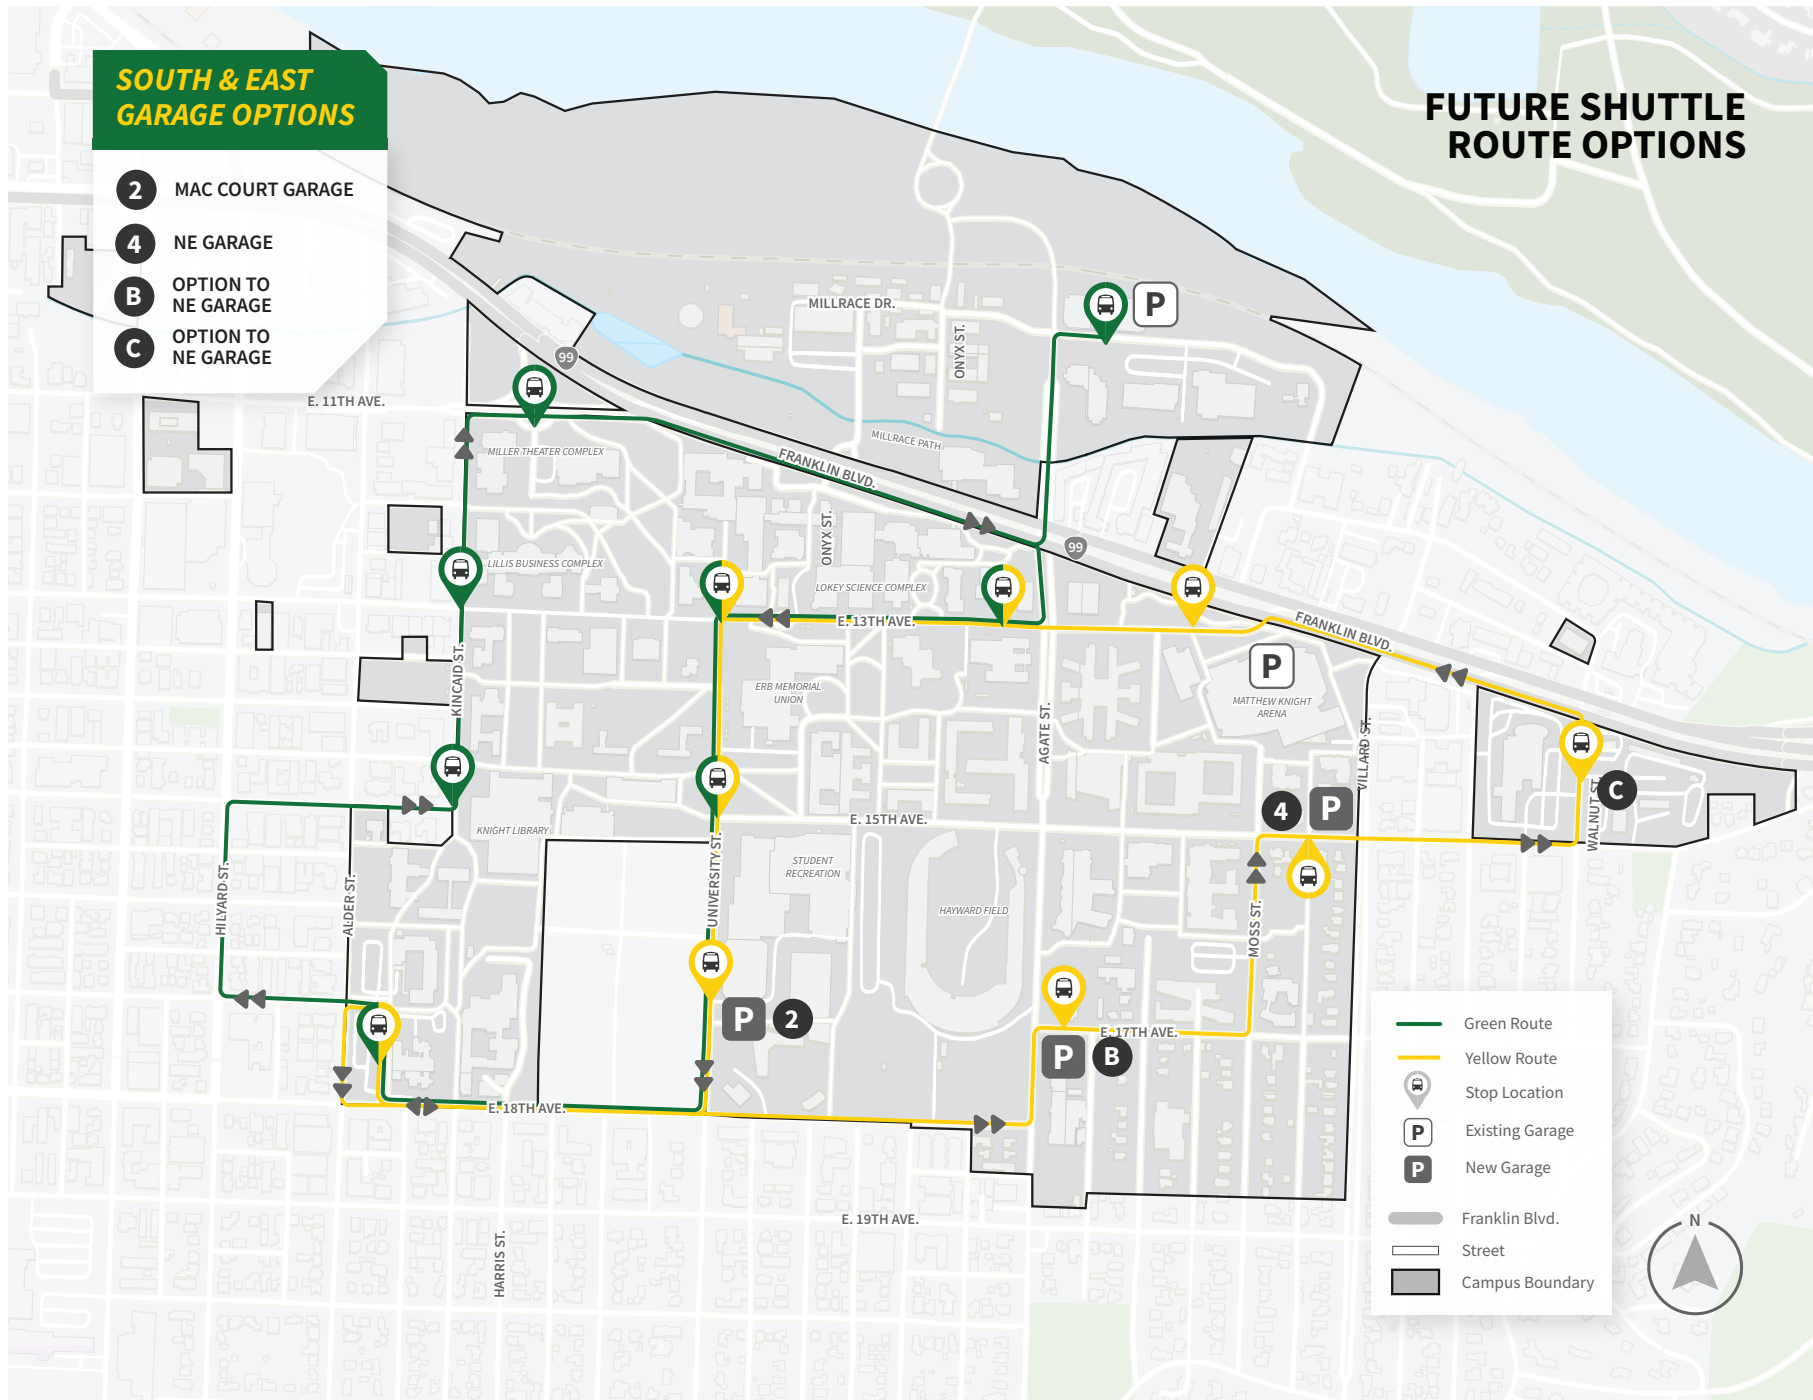 SOUTH & EAST
GARAGE OPTIONS
2 MAC COURT GARAGE
4 NE GARAGE
B OPTION TO
NE GARAGE
C OPTION TO
NE GARAGE
FUTURE SHUTTLE
ROUTE OPTIONS
MILLRACE DR.
P
ONYX ST.
99
E. 11TH AVE.
MILLRACE PATH
MILLER THEATER COMPLEX
FRANKLIN BLVD.
ONYX ST.
99
LILLIS BUSINESS COMPLEX
LOKEY SCIENCE COMPLEX
E. 13TH AVE.
FRANKLIN BLVD.
KINCAID ST.
P
ERB MEMORIAL
UNION
MATTHEW KNIGHT
ARENA
AGATE ST.
VILLARD ST.
C
WALNUT ST.
4 P
E. 15TH AVE.
KNIGHT LIBRARY
UNIVERSITY ST.
STUDENT
RECREATION
HILYARD ST.
ALDER ST.
HAYWARD FIELD
MOSS ST.
P 2
E. 17TH AVE.
P B
E. 18TH AVE.
E. 19TH AVE.
HARRIS ST.
Green Route
Yellow Route
Stop Location
P Existing Garage
P New Garage
Franklin Blvd.
Street
Campus Boundary
N